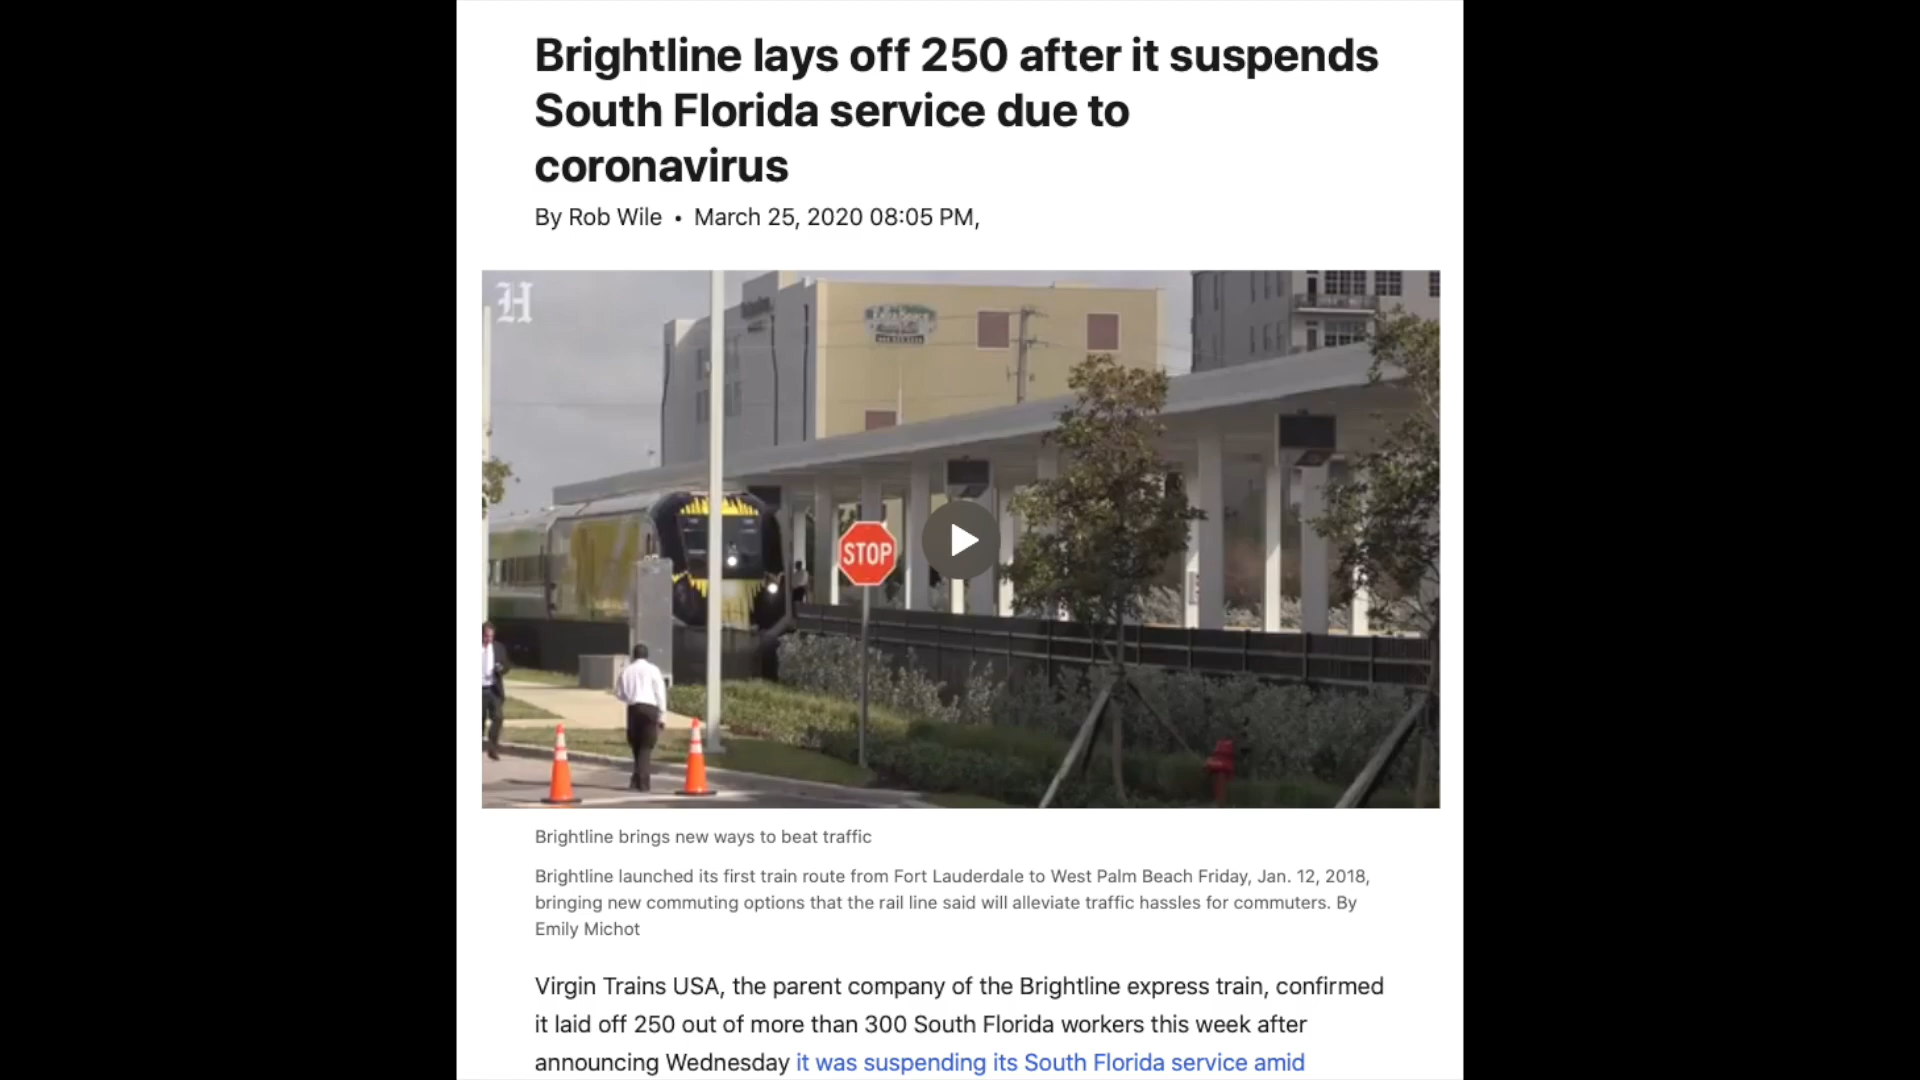 Brightline lays off 250 after it suspends
South Florida service due to
coronavirus
By Rob Wile • March 25, 2020 08:05 PM,
H
STOP
Brightline brings new ways to beat traffic
Brightline launched its first train route from Fort Lauderdale to West Palm Beach Friday, Jan. 12, 2018,
bringing new commuting options that the rail line said will alleviate traffic hassles for commuters. By
Emily Michot
Virgin Trains USA, the parent company of the Brightline express train, confirmed
it laid off 250 out of more than 300 South Florida workers this week after
announcing Wednesday it was suspending its South Florida service amid